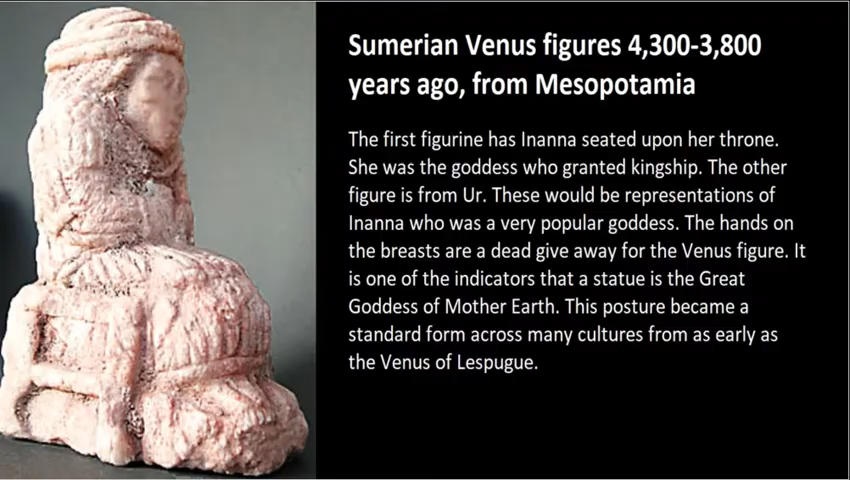 Sumerian Venus figures 4,300-3,800
years ago, from Mesopotamia
The first figurine has Inanna seated upon her throne.
She was the goddess who granted kingship. The other
figure is from Ur. These would be representations of
Inanna who was a very popular goddess. The hands on
the breasts are a dead give away for the Venus figure. It
is one of the indicators that a statue is the Great
Goddess of Mother Earth. This posture became a
standard form across many cultures from as early as
the Venus of Lespugue.